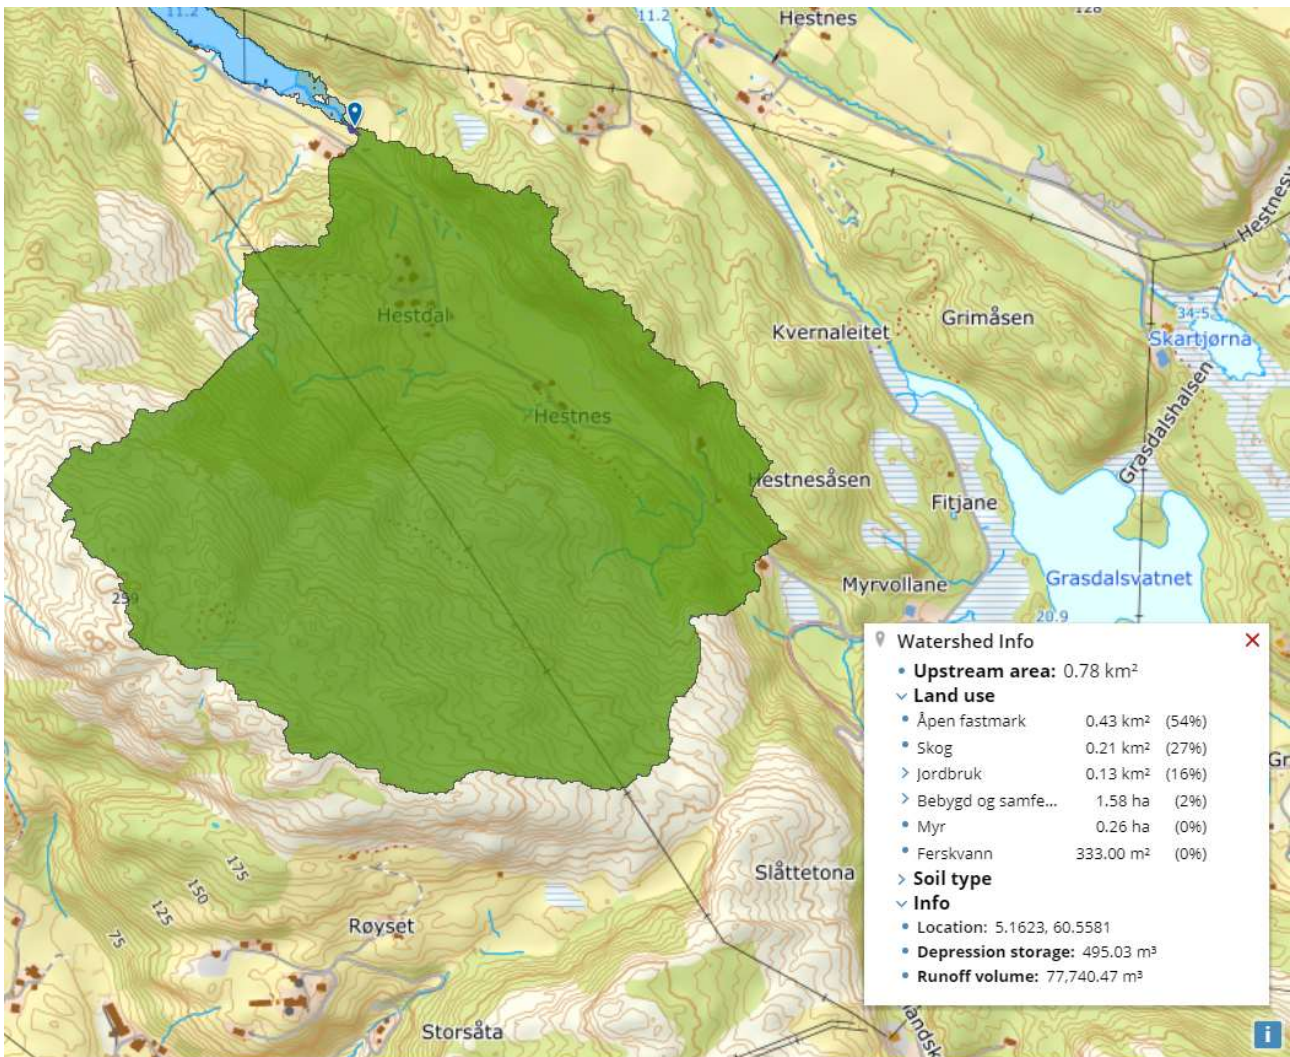 11.2
11.2
Hestnes
128
Hestnesv
Hestdal
Kvernaleitet
Grimåsen
34.5
Skartjørna
Hestnes
Grasdalshalsen
Hestnesåsen
Fitjane
Myrvollane
Grasdalsvatnet
259
20.9
Watershed Info
Upstream area: 0.78 km²
Land use
Åpen fastmark 0.43 km² (54%)
Skog 0.21 km² (27%)
Jordbruk 0.13 km² (16%)
Bebygd og samfe... 1.58 ha (2%)
Myr 0.26 ha (0%)
Ferskvann 333.00 m² (0%)
Soil type
Info
Location: 5.1623, 60.5581
Depression storage: 495.03 m³
Runoff volume: 77,740.47 m³
Gr
175
150
125
75
Slåttetona
Røyset
Storsåta
landsk
i